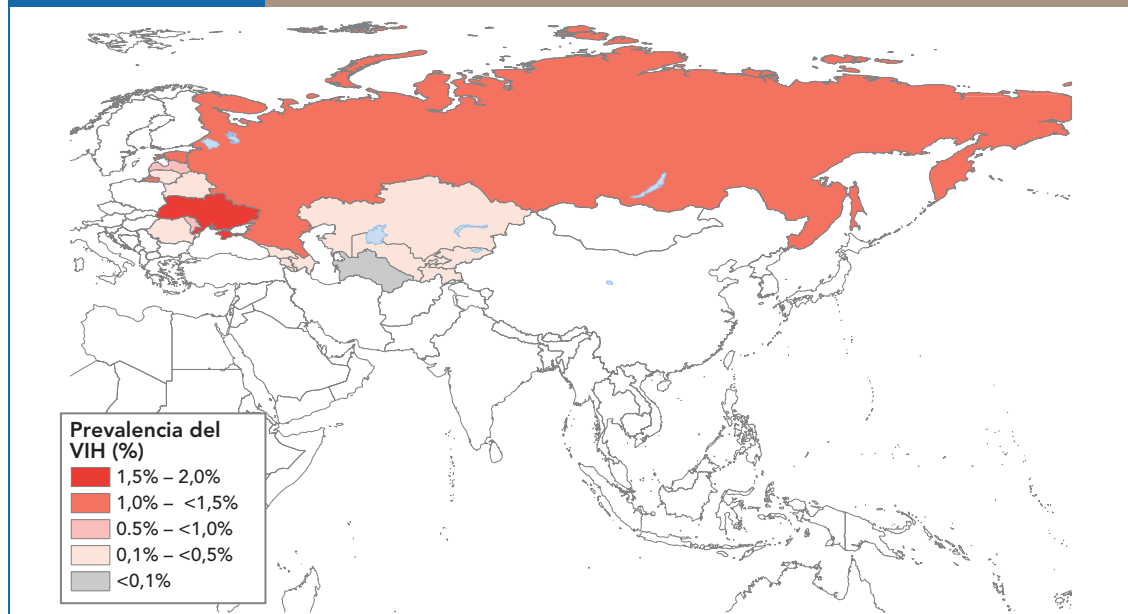 Prevalencia del
VIH (%)
1,5% – 2,0%
1,0% – <1,5%
0.5% – <1,0%
0,1% – <0,5%
<0,1%